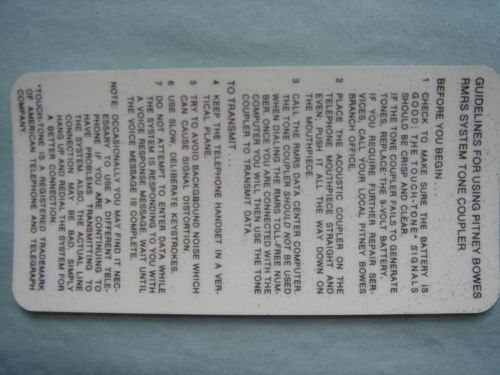 GUIDELINES FOR USING PITNEY BOWES
RMRS SYSTEM TONE COUPLER
BEFORE YOU BEGIN . . .
1 CHECK TO MAKE SURE THE BATTERY IS
GOOD: THE TOUCH-TONE* SIGNALS
SHOULD BE CRISP AND CLEAR.
IF THE TONE COUPLER FAILS TO GENERATE
TONES, REPLACE THE 9-VOLT BATTERY.
IF YOU REQUIRE FURTHER REPAIR SER-
VICES, CALL YOUR LOCAL PITNEY BOWES
BRANCH OFFICE.
2 PLACE THE ACOUSTIC COUPLER ON THE
TELEPHONE MOUTHPIECE STRAIGHT AND
EVEN. PUSH IT ALL THE WAY DOWN ON
THE MOUTHPIECE.
3 CALL THE RMRS DATA CENTER COMPUTER.
THE TONE COUPLER SHOULD NOT BE USED
WHEN DIALING THE RMRS TOLL-FREE NUM-
BER. ONCE YOU ARE CONNECTED WITH THE
COMPUTER YOU WILL THEN USE THE TONE
COUPLER TO TRANSMIT DATA.
TO TRANSMIT . . .
4 KEEP THE TELEPHONE HANDSET IN A VER-
TICAL PLANE.
5 TRY TO AVOID BACKGROUND NOISE WHICH
CAN CAUSE SIGNAL DISTORTION.
6 USE SLOW, DELIBERATE KEYSTROKES.
7 DO NOT ATTEMPT TO ENTER DATA WHILE
THE SYSTEM IS RESPONDING TO YOU WITH
A VOICE RESPONSE MESSAGE. WAIT UNTIL
THE VOICE MESSAGE IS COMPLETE.
NOTE: OCCASIONALLY YOU MAY FIND IT NEC-
ESSARY TO USE A DIFFERENT TELE-
PHONE IF YOU ARE CONTINUING TO
HAVE PROBLEMS TRANSMITTING TO
THE SYSTEM. ALSO, THE ACTUAL LINE
CONNECTION MAY BE BAD. SIMPLY
HANG UP AND REDIAL THE SYSTEM FOR
A BETTER CONNECTION.
*TOUCH-TONE IS A REGISTERED TRADEMARK
OF AMERICAN TELEPHONE AND TELEGRAPH
COMPANY.